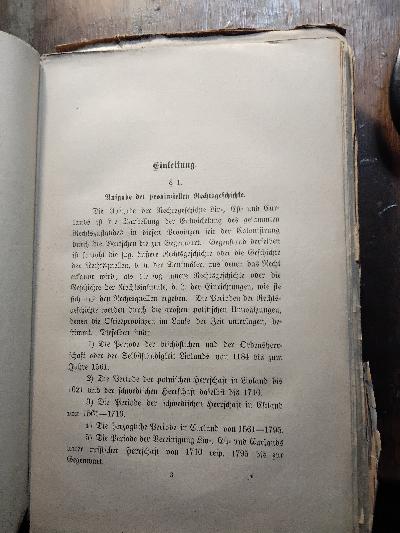 Einleitung.
§ 1.
Aufgabe der provinziellen Rechtsgeschichte.
Die Aufgabe der Rechtsgeschichte Liv-, Est- und Cur-
lands ist die Darstellung der Entwickelung des gesammten
Rechtszustandes in diesen Provinzen seit der Colonisirung
durch die Deutschen bis zur Gegenwart. Gegenstand derselben
ist sowohl die sog. äußere Rechtsgeschichte oder die Geschichte
der Rechtsquellen, d. h. der Denkmäler, aus denen das Recht
erkannt wird, als die sog. innere Rechtsgeschichte oder die
Geschichte der Rechtsinstitute, d. h. der Einrichtungen, wie sie
sich aus den Rechtsquellen ergeben. Die Perioden der Rechts-
geschichte werden durch die großen politischen Umwälzungen,
denen die Ostseeprovinzen im Laufe der Zeit unterlagen, be-
stimmt. Dieselben sind:
1) Die Periode der bischöflichen und der Ordensherr-
schaft oder der Selbständigkeit Livlands von 1184 bis zum
Jahre 1561.
2) Die Periode der polnischen Herrschaft in Livland bis
1621 und der schwedischen Herrschaft daselbst bis 1710.
3) Die Periode der schwedischen Herrschaft in Estland
von 1561—1710.
4) Die herzogliche Periode in Curland von 1561—1795.
5) Die Periode der Vereinigung Liv-, Est- und Curlands
unter russischer Herrschaft von 1710 resp. 1795 bis zur
Gegenwart.